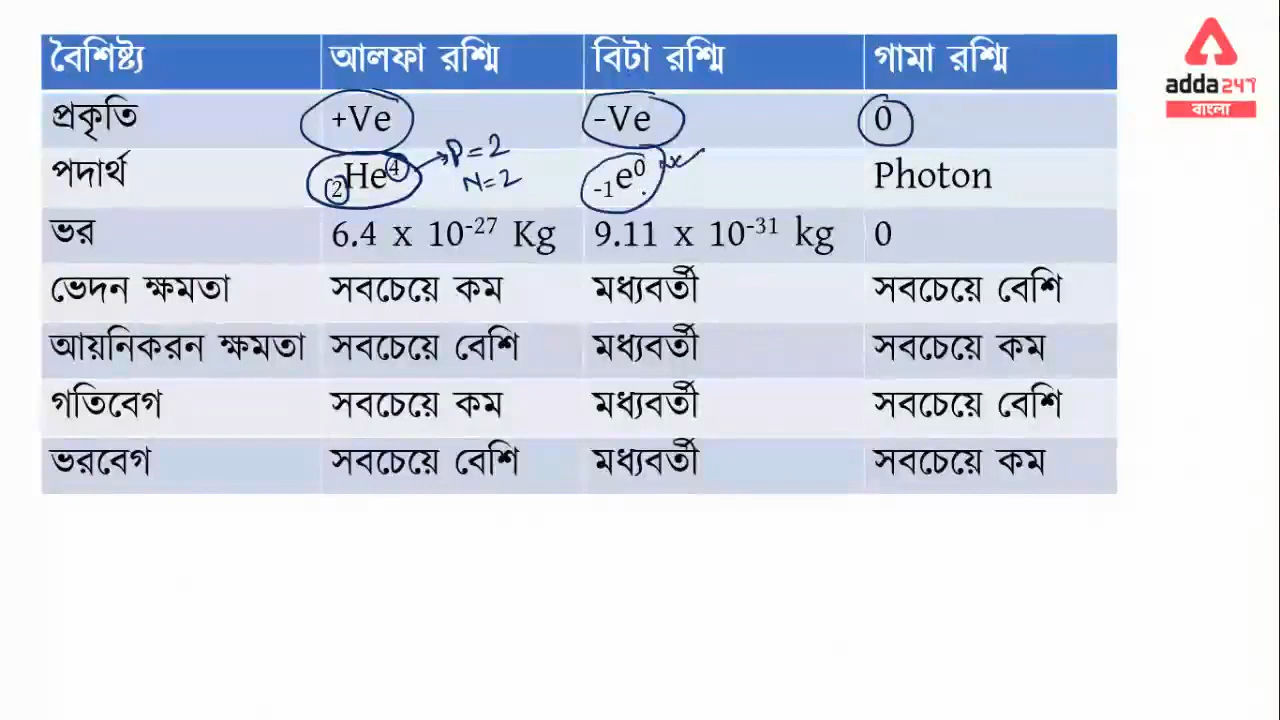 বৈশিষ্ট্য আলফা রশ্মি বিটা রশ্মি গামা রশ্মি
প্রকৃতি +Ve -Ve 0
পদার্থ ₂He⁴ P=2 N=2 ₋₁e⁰ Photon
ভর 6.4 x 10⁻²⁷ Kg 9.11 x 10⁻³¹ kg 0
ভেদন ক্ষমতা সবচেয়ে কম মধ্যবর্তী সবচেয়ে বেশি
আয়নিকরন ক্ষমতা সবচেয়ে বেশি মধ্যবর্তী সবচেয়ে কম
গতিবেগ সবচেয়ে কম মধ্যবর্তী সবচেয়ে বেশি
ভরবেগ সবচেয়ে বেশি মধ্যবর্তী সবচেয়ে কম
adda247
বাংলা